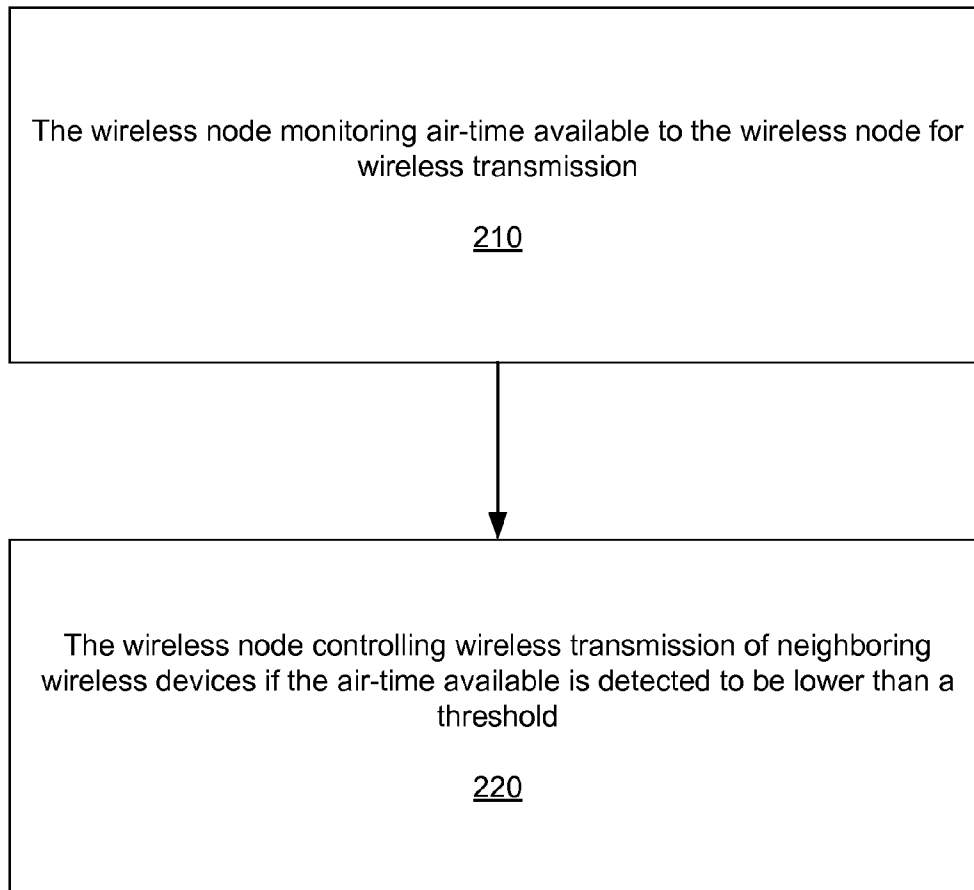 The wireless node monitoring air-time available to the wireless node for
wireless transmission
210
The wireless node controlling wireless transmission of neighboring
wireless devices if the air-time available is detected to be lower than a
threshold
220